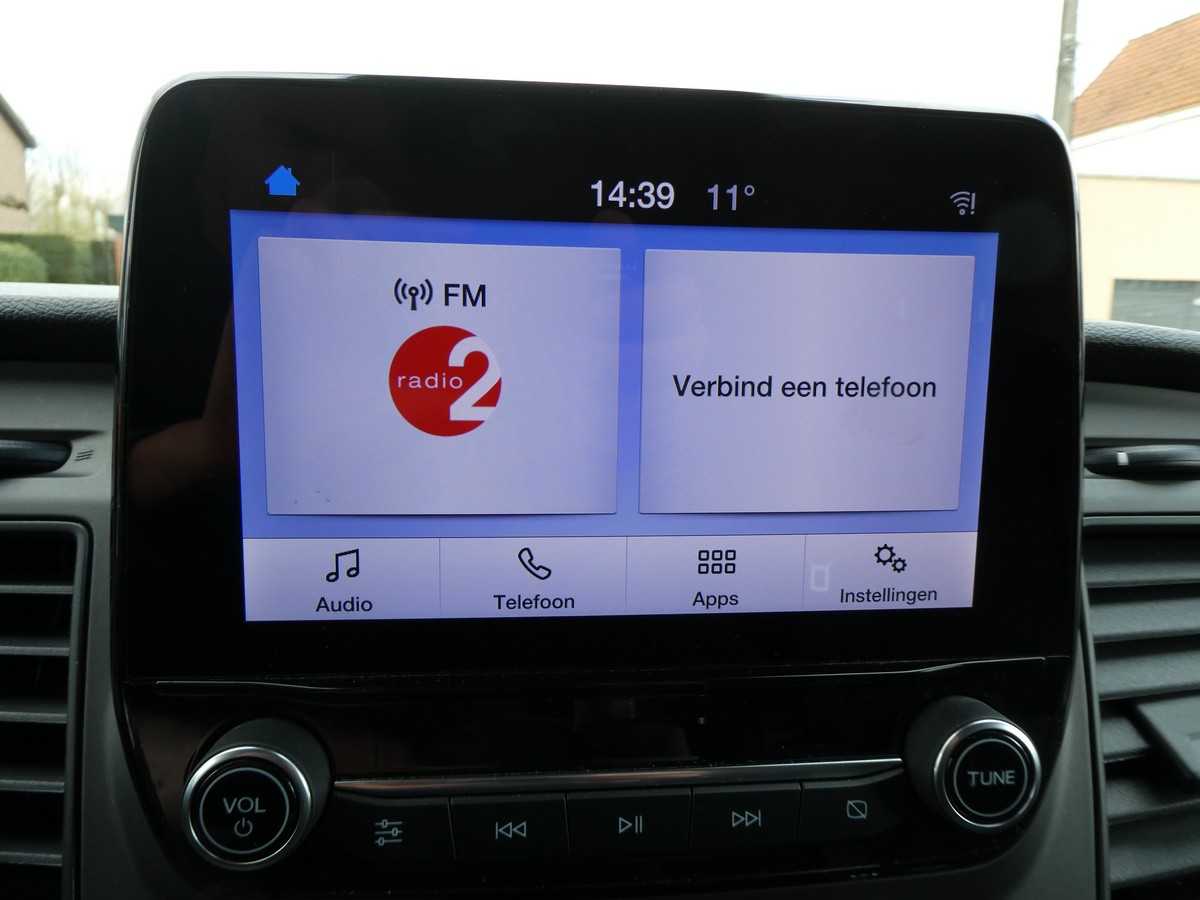 14:39 11°
FM
radio 2
Verbind een telefoon
Audio
Telefoon
Apps
Instellingen
VOL
TUNE